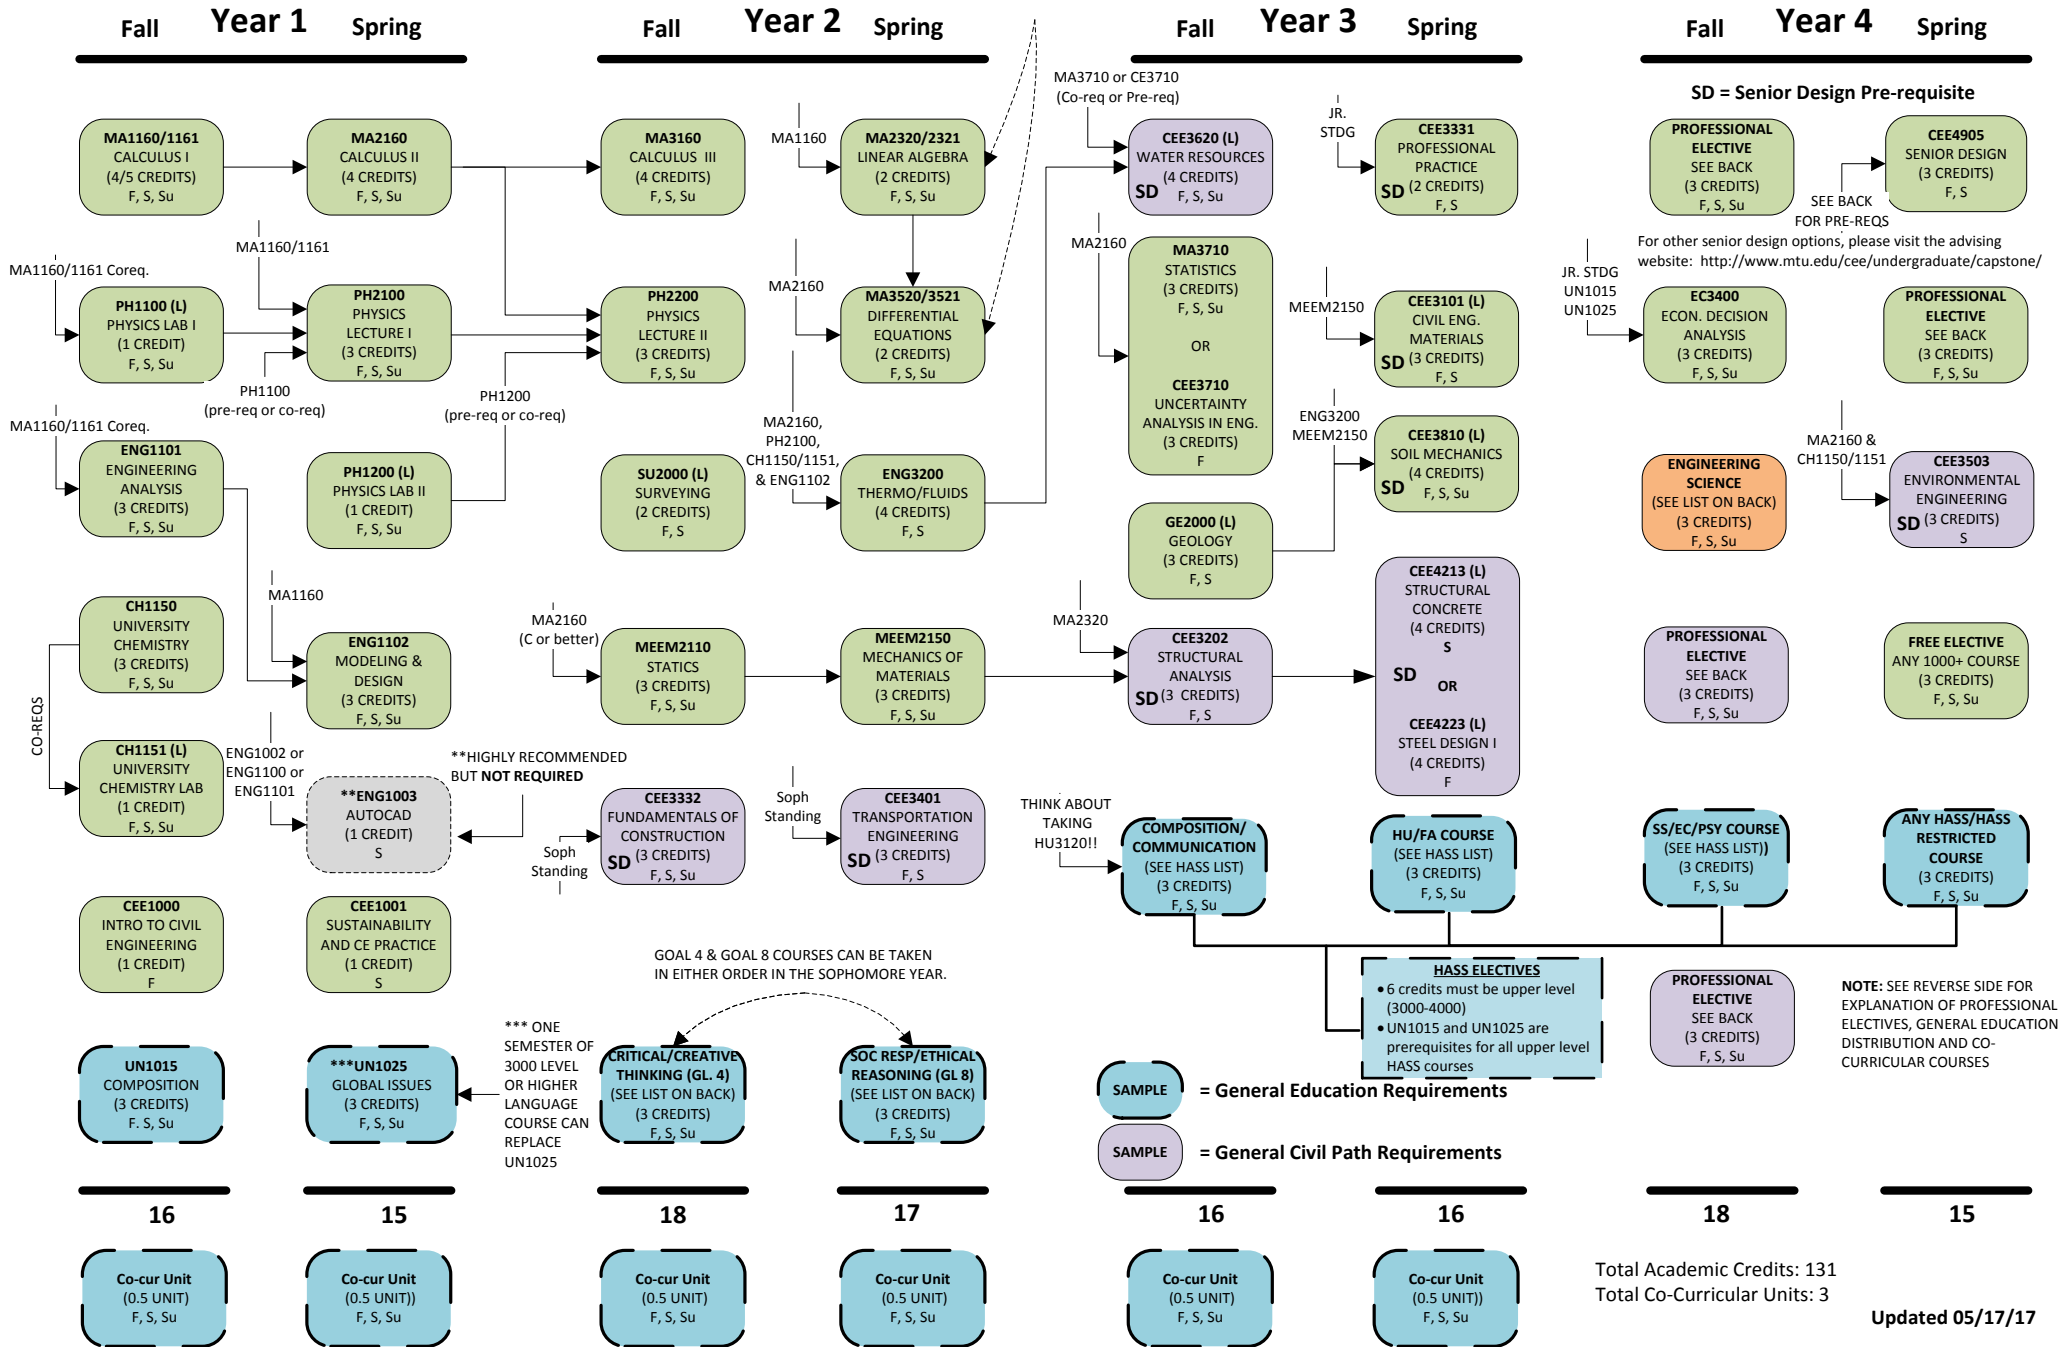 Year 1
Fall
Spring
Year 2
Fall
Spring
Year 3
Fall
Spring
Year 4
Fall
Spring
MA1160/1161
CALCULUS I
(4/5 CREDITS)
F, S, Su
MA1160/1161 Coreq.
PH1100 (L)
PHYSICS LAB I
(1 CREDIT)
F, S, Su
MA1160/1161 Coreq.
ENG1101
ENGINEERING
ANALYSIS
(3 CREDITS)
F, S, Su
CH1150
UNIVERSITY
CHEMISTRY
(3 CREDITS)
F, S, Su
CO-REQS
CH1151 (L)
UNIVERSITY
CHEMISTRY LAB
(1 CREDIT)
F, S, Su
CEE1000
INTRO TO CIVIL
ENGINEERING
(1 CREDIT)
F
UN1015
COMPOSITION
(3 CREDITS)
F. S, Su
16
Co-cur Unit
(0.5 UNIT)
F, S, Su
MA2160
CALCULUS II
(4 CREDITS)
F, S, Su
MA1160/1161
PH2100
PHYSICS
LECTURE I
(3 CREDITS)
F, S, Su
PH1100
(pre-req or co-req)
PH1200 (L)
PHYSICS LAB II
(1 CREDIT)
F, S, Su
MA1160
ENG1102
MODELING &
DESIGN
(3 CREDITS)
F, S, Su
ENG1002 or
ENG1100 or
ENG1101
**ENG1003
AUTOCAD
(1 CREDIT)
S
**HIGHLY RECOMMENDED
BUT NOT REQUIRED
CEE1001
SUSTAINABILITY
AND CE PRACTICE
(1 CREDIT)
S
***UN1025
GLOBAL ISSUES
(3 CREDITS)
F, S, Su
*** ONE
SEMESTER OF
3000 LEVEL
OR HIGHER
LANGUAGE
COURSE CAN
REPLACE
UN1025
15
Co-cur Unit
(0.5 UNIT))
F, S, Su
MA3160
CALCULUS  III
(4 CREDITS)
F, S, Su
PH2200
PHYSICS
LECTURE II
(3 CREDITS)
F, S, Su
PH1200
(pre-req or co-req)
SU2000 (L)
SURVEYING
(2 CREDITS)
F, S
MA2160
(C or better)
MEEM2110
STATICS
(3 CREDITS)
F, S, Su
Soph
Standing
CEE3332
FUNDAMENTALS OF
CONSTRUCTION
SD (3 CREDITS)
F, S, Su
GOAL 4 & GOAL 8 COURSES CAN BE TAKEN
IN EITHER ORDER IN THE SOPHOMORE YEAR.
CRITICAL/CREATIVE
THINKING (GL. 4)
(SEE LIST ON BACK)
(3 CREDITS)
F, S, Su
18
Co-cur Unit
(0.5 UNIT)
F, S, Su
MA1160
MA2320/2321
LINEAR ALGEBRA
(2 CREDITS)
F, S, Su
MA2160
MA3520/3521
DIFFERENTIAL
EQUATIONS
(2 CREDITS)
F, S, Su
MA2160,
PH2100,
CH1150/1151,
& ENG1102
ENG3200
THERMO/FLUIDS
(4 CREDITS)
F, S
MEEM2150
MECHANICS OF
MATERIALS
(3 CREDITS)
F, S, Su
Soph
Standing
CEE3401
TRANSPORTATION
ENGINEERING
SD (3 CREDITS)
F, S
SOC RESP/ETHICAL
REASONING (GL 8)
(SEE LIST ON BACK)
(3 CREDITS)
F, S, Su
17
Co-cur Unit
(0.5 UNIT)
F, S, Su
MA3710 or CE3710
(Co-req or Pre-req)
CEE3620 (L)
WATER RESOURCES
(4 CREDITS)
SD F, S, Su
MA2160
MA3710
STATISTICS
(3 CREDITS)
F, S, Su
OR
CEE3710
UNCERTAINTY
ANALYSIS IN ENG.
(3 CREDITS)
F
GE2000 (L)
GEOLOGY
(3 CREDITS)
F, S
MA2320
CEE3202
STRUCTURAL
ANALYSIS
SD (3  CREDITS)
F, S
THINK ABOUT
TAKING
HU3120!!
COMPOSITION/
COMMUNICATION
(SEE HASS LIST)
(3 CREDITS)
F, S, Su
16
Co-cur Unit
(0.5 UNIT)
F, S, Su
JR.
STDG
CEE3331
PROFESSIONAL
PRACTICE
SD (2 CREDITS)
F, S
MEEM2150
CEE3101 (L)
CIVIL ENG.
MATERIALS
SD (3 CREDITS)
F, S
ENG3200
MEEM2150
CEE3810 (L)
SOIL MECHANICS
(4 CREDITS)
SD F, S, Su
CEE4213 (L)
STRUCTURAL
CONCRETE
(4 CREDITS)
S
SD
OR
CEE4223 (L)
STEEL DESIGN I
(4 CREDITS)
F
HU/FA COURSE
(SEE HASS LIST)
(3 CREDITS)
F, S, Su
HASS ELECTIVES
• 6 credits must be upper level
(3000-4000)
• UN1015 and UN1025 are
prerequisites for all upper level
HASS courses
SAMPLE = General Education Requirements
SAMPLE = General Civil Path Requirements
16
Co-cur Unit
(0.5 UNIT))
F, S, Su
SD = Senior Design Pre-requisite
PROFESSIONAL
ELECTIVE
SEE BACK
(3 CREDITS)
F, S, Su
SEE BACK
FOR PRE-REQS
CEE4905
SENIOR DESIGN
(3 CREDITS)
F, S
For other senior design options, please visit the advising
website:  http://www.mtu.edu/cee/undergraduate/capstone/
JR. STDG
UN1015
UN1025
EC3400
ECON. DECISION
ANALYSIS
(3 CREDITS)
F, S, Su
PROFESSIONAL
ELECTIVE
SEE BACK
(3 CREDITS)
F, S, Su
ENGINEERING
SCIENCE
(SEE LIST ON BACK)
(3 CREDITS)
F, S, Su
MA2160 &
CH1150/1151
CEE3503
ENVIRONMENTAL
ENGINEERING
SD (3 CREDITS)
S
PROFESSIONAL
ELECTIVE
SEE BACK
(3 CREDITS)
F, S, Su
FREE ELECTIVE
ANY 1000+ COURSE
(3 CREDITS)
F, S, Su
SS/EC/PSY COURSE
(SEE HASS LIST))
(3 CREDITS)
F, S, Su
ANY HASS/HASS
RESTRICTED
COURSE
(3 CREDITS)
F, S, Su
PROFESSIONAL
ELECTIVE
SEE BACK
(3 CREDITS)
F, S, Su
NOTE: SEE REVERSE SIDE FOR
EXPLANATION OF PROFESSIONAL
ELECTIVES, GENERAL EDUCATION
DISTRIBUTION AND CO-
CURRICULAR COURSES
18
15
Total Academic Credits: 131
Total Co-Curricular Units: 3
Updated 05/17/17